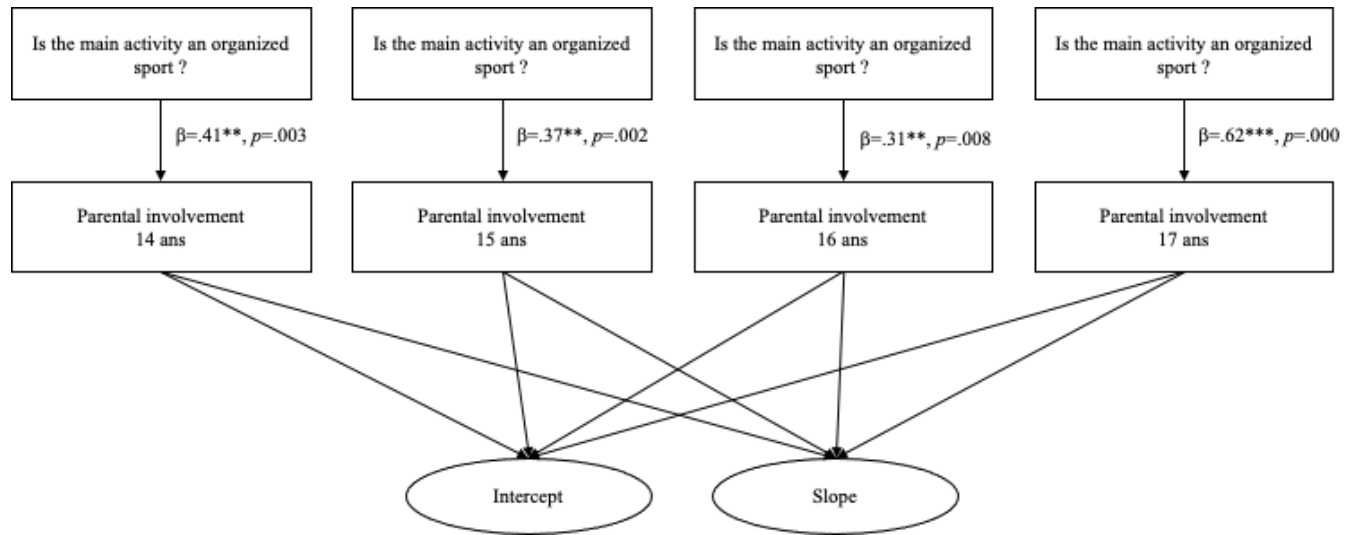 Is the main activity an organized
sport ?
Is the main activity an organized
sport ?
Is the main activity an organized
sport ?
Is the main activity an organized
sport ?
β=.41**, p=.003
β=.37**, p=.002
β=.31**, p=.008
β=.62***, p=.000
Parental involvement
14 ans
Parental involvement
15 ans
Parental involvement
16 ans
Parental involvement
17 ans
Intercept
Slope